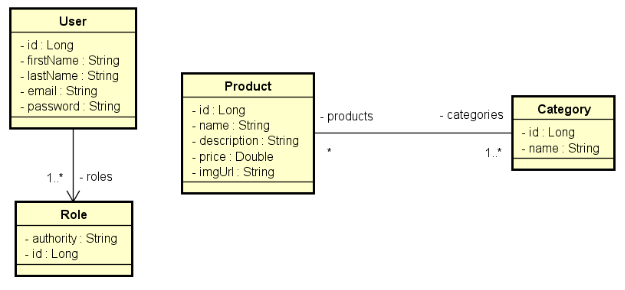 User
- id : Long
- firstName : String
- lastName : String
- email : String
- password : String
1..*
- roles
Role
- authority : String
- id : Long
Product
- id : Long
- name : String
- description : String
- price : Double
- imgUrl : String
- products
*
- categories
1..*
Category
- id : Long
- name : String